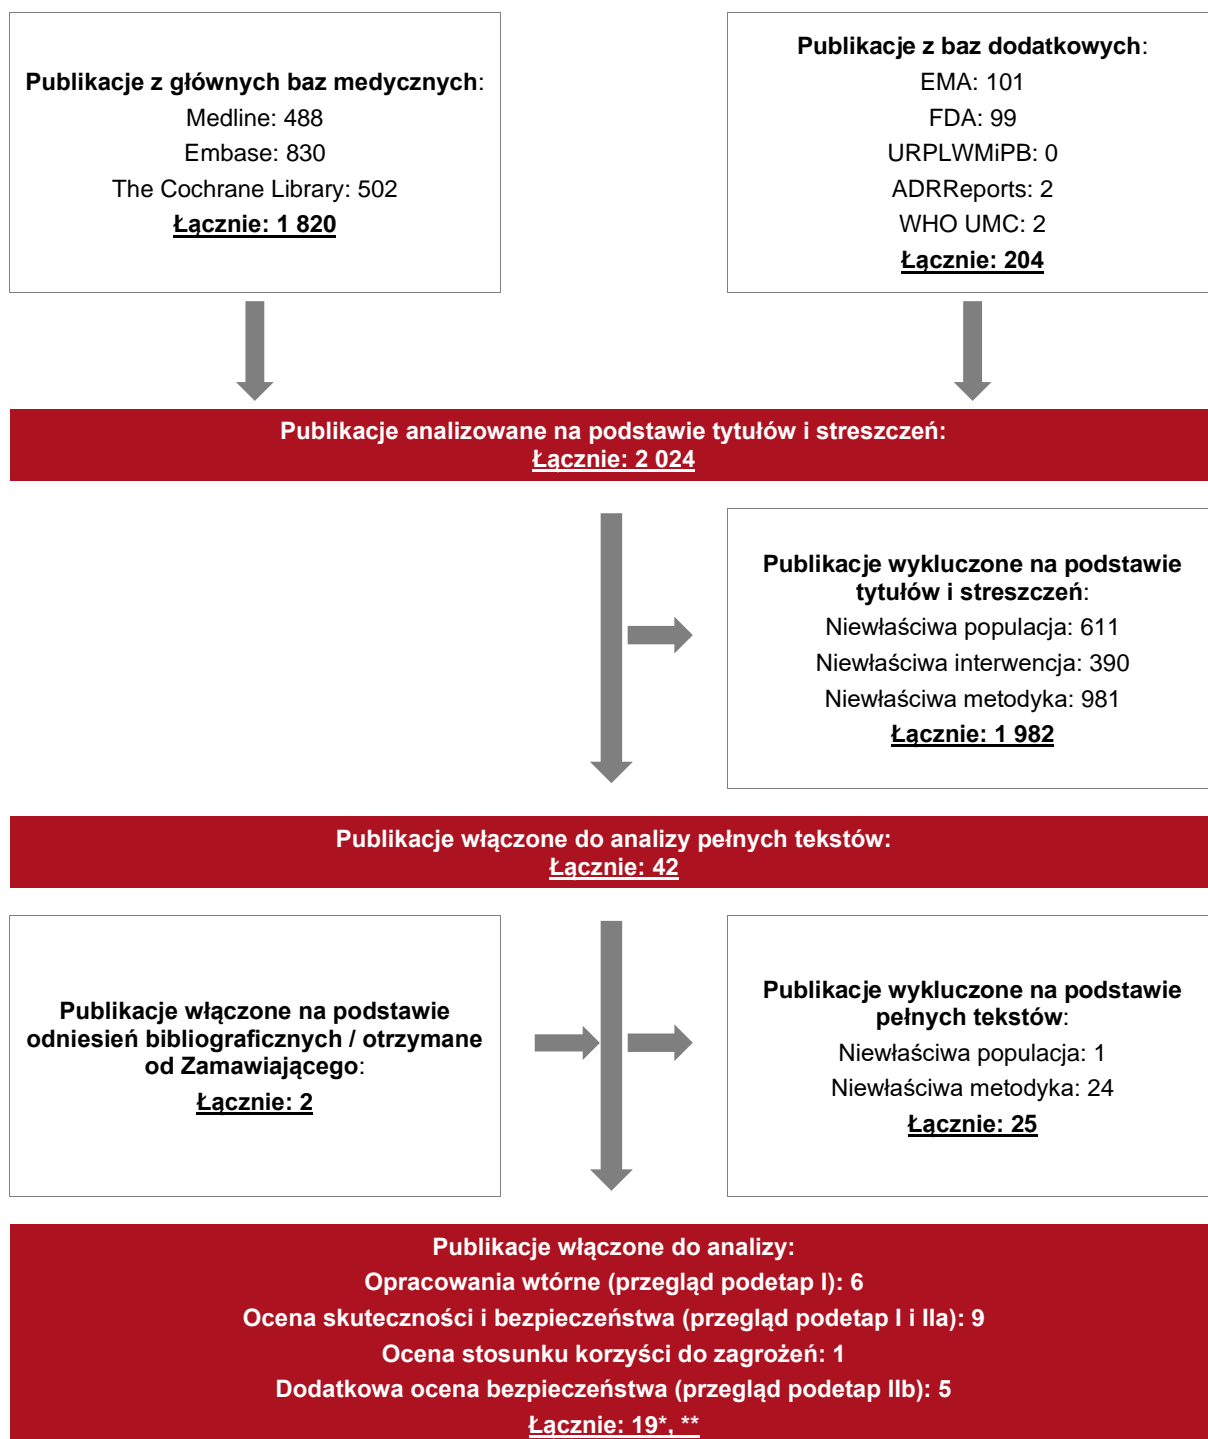 Publikacje z głównych baz medycznych:
Medline: 488
Embase: 830
The Cochrane Library: 502
Łącznie: 1 820
Publikacje z baz dodatkowych:
EMA: 101
FDA: 99
URPLWMiPB: 0
ADRReports: 2
WHO UMC: 2
Łącznie: 204
Publikacje analizowane na podstawie tytułów i streszczeń:
Łącznie: 2 024
Publikacje wykluczone na podstawie
tytułów i streszczeń:
Niewłaściwa populacja: 611
Niewłaściwa interwencja: 390
Niewłaściwa metodyka: 981
Łącznie: 1 982
Publikacje włączone do analizy pełnych tekstów:
Łącznie: 42
Publikacje włączone na podstawie
odniesień bibliograficznych / otrzymane
od Zamawiającego:
Łącznie: 2
Publikacje wykluczone na podstawie
pełnych tekstów:
Niewłaściwa populacja: 1
Niewłaściwa metodyka: 24
Łącznie: 25
Publikacje włączone do analizy:
Opracowania wtórne (przegląd podetap I): 6
Ocena skuteczności i bezpieczeństwa (przegląd podetap I i IIa): 9
Ocena stosunku korzyści do zagrożeń: 1
Dodatkowa ocena bezpieczeństwa (przegląd podetap IIb): 5
Łącznie: 19*, **